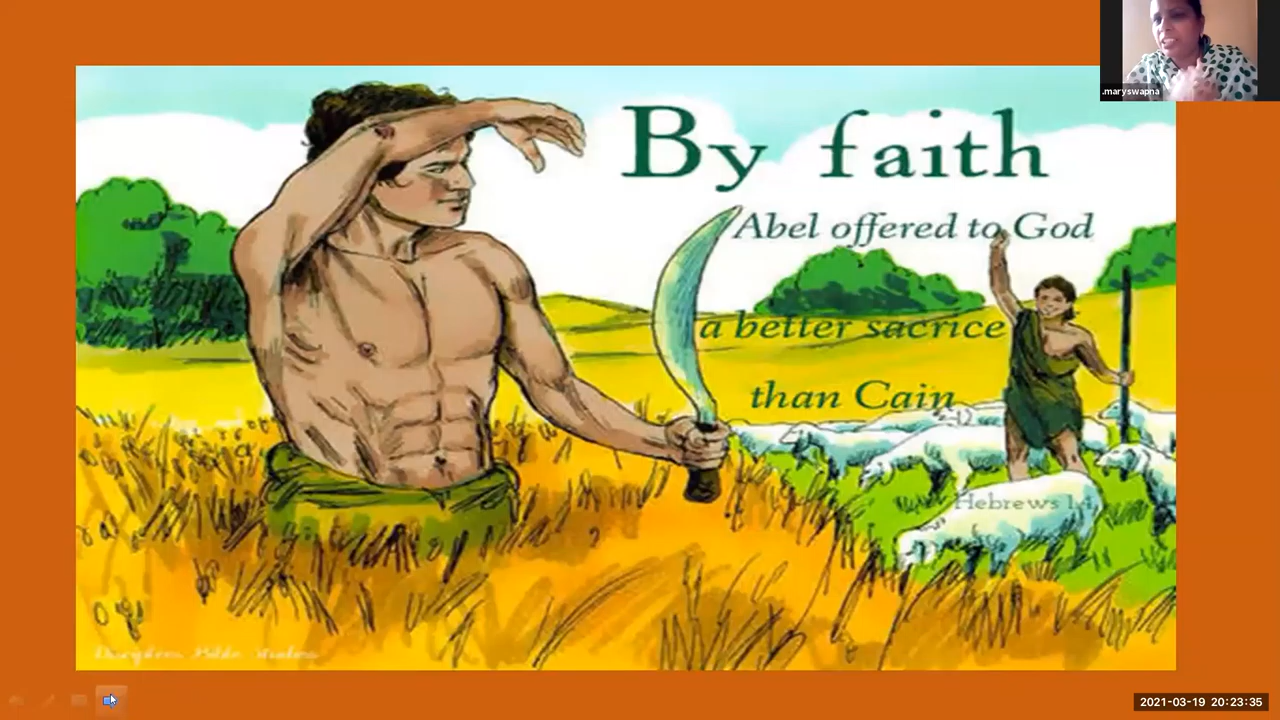 .maryswapna
By faith
Abel offered to God
a better sacrice
than Cain
Hebrews
2021-03-19 20:23:35